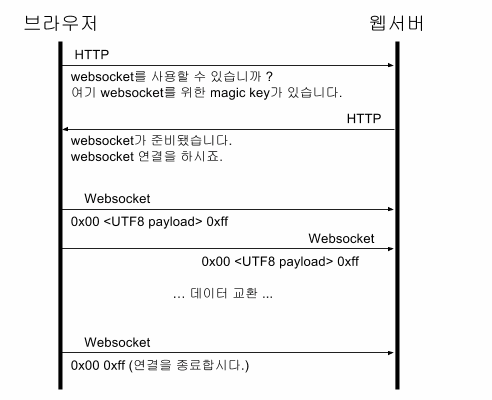 브라우저
웹서버
HTTP
websocket를 사용할 수 있습니까 ?
여기 websocket를 위한 magic key가 있습니다.
HTTP
websocket가 준비됐습니다.
websocket 연결을 하시죠.
Websocket
0x00 <UTF8 payload> 0xff
Websocket
0x00 <UTF8 payload> 0xff
... 데이터 교환 ...
Websocket
0x00 0xff (연결을 종료합시다.)